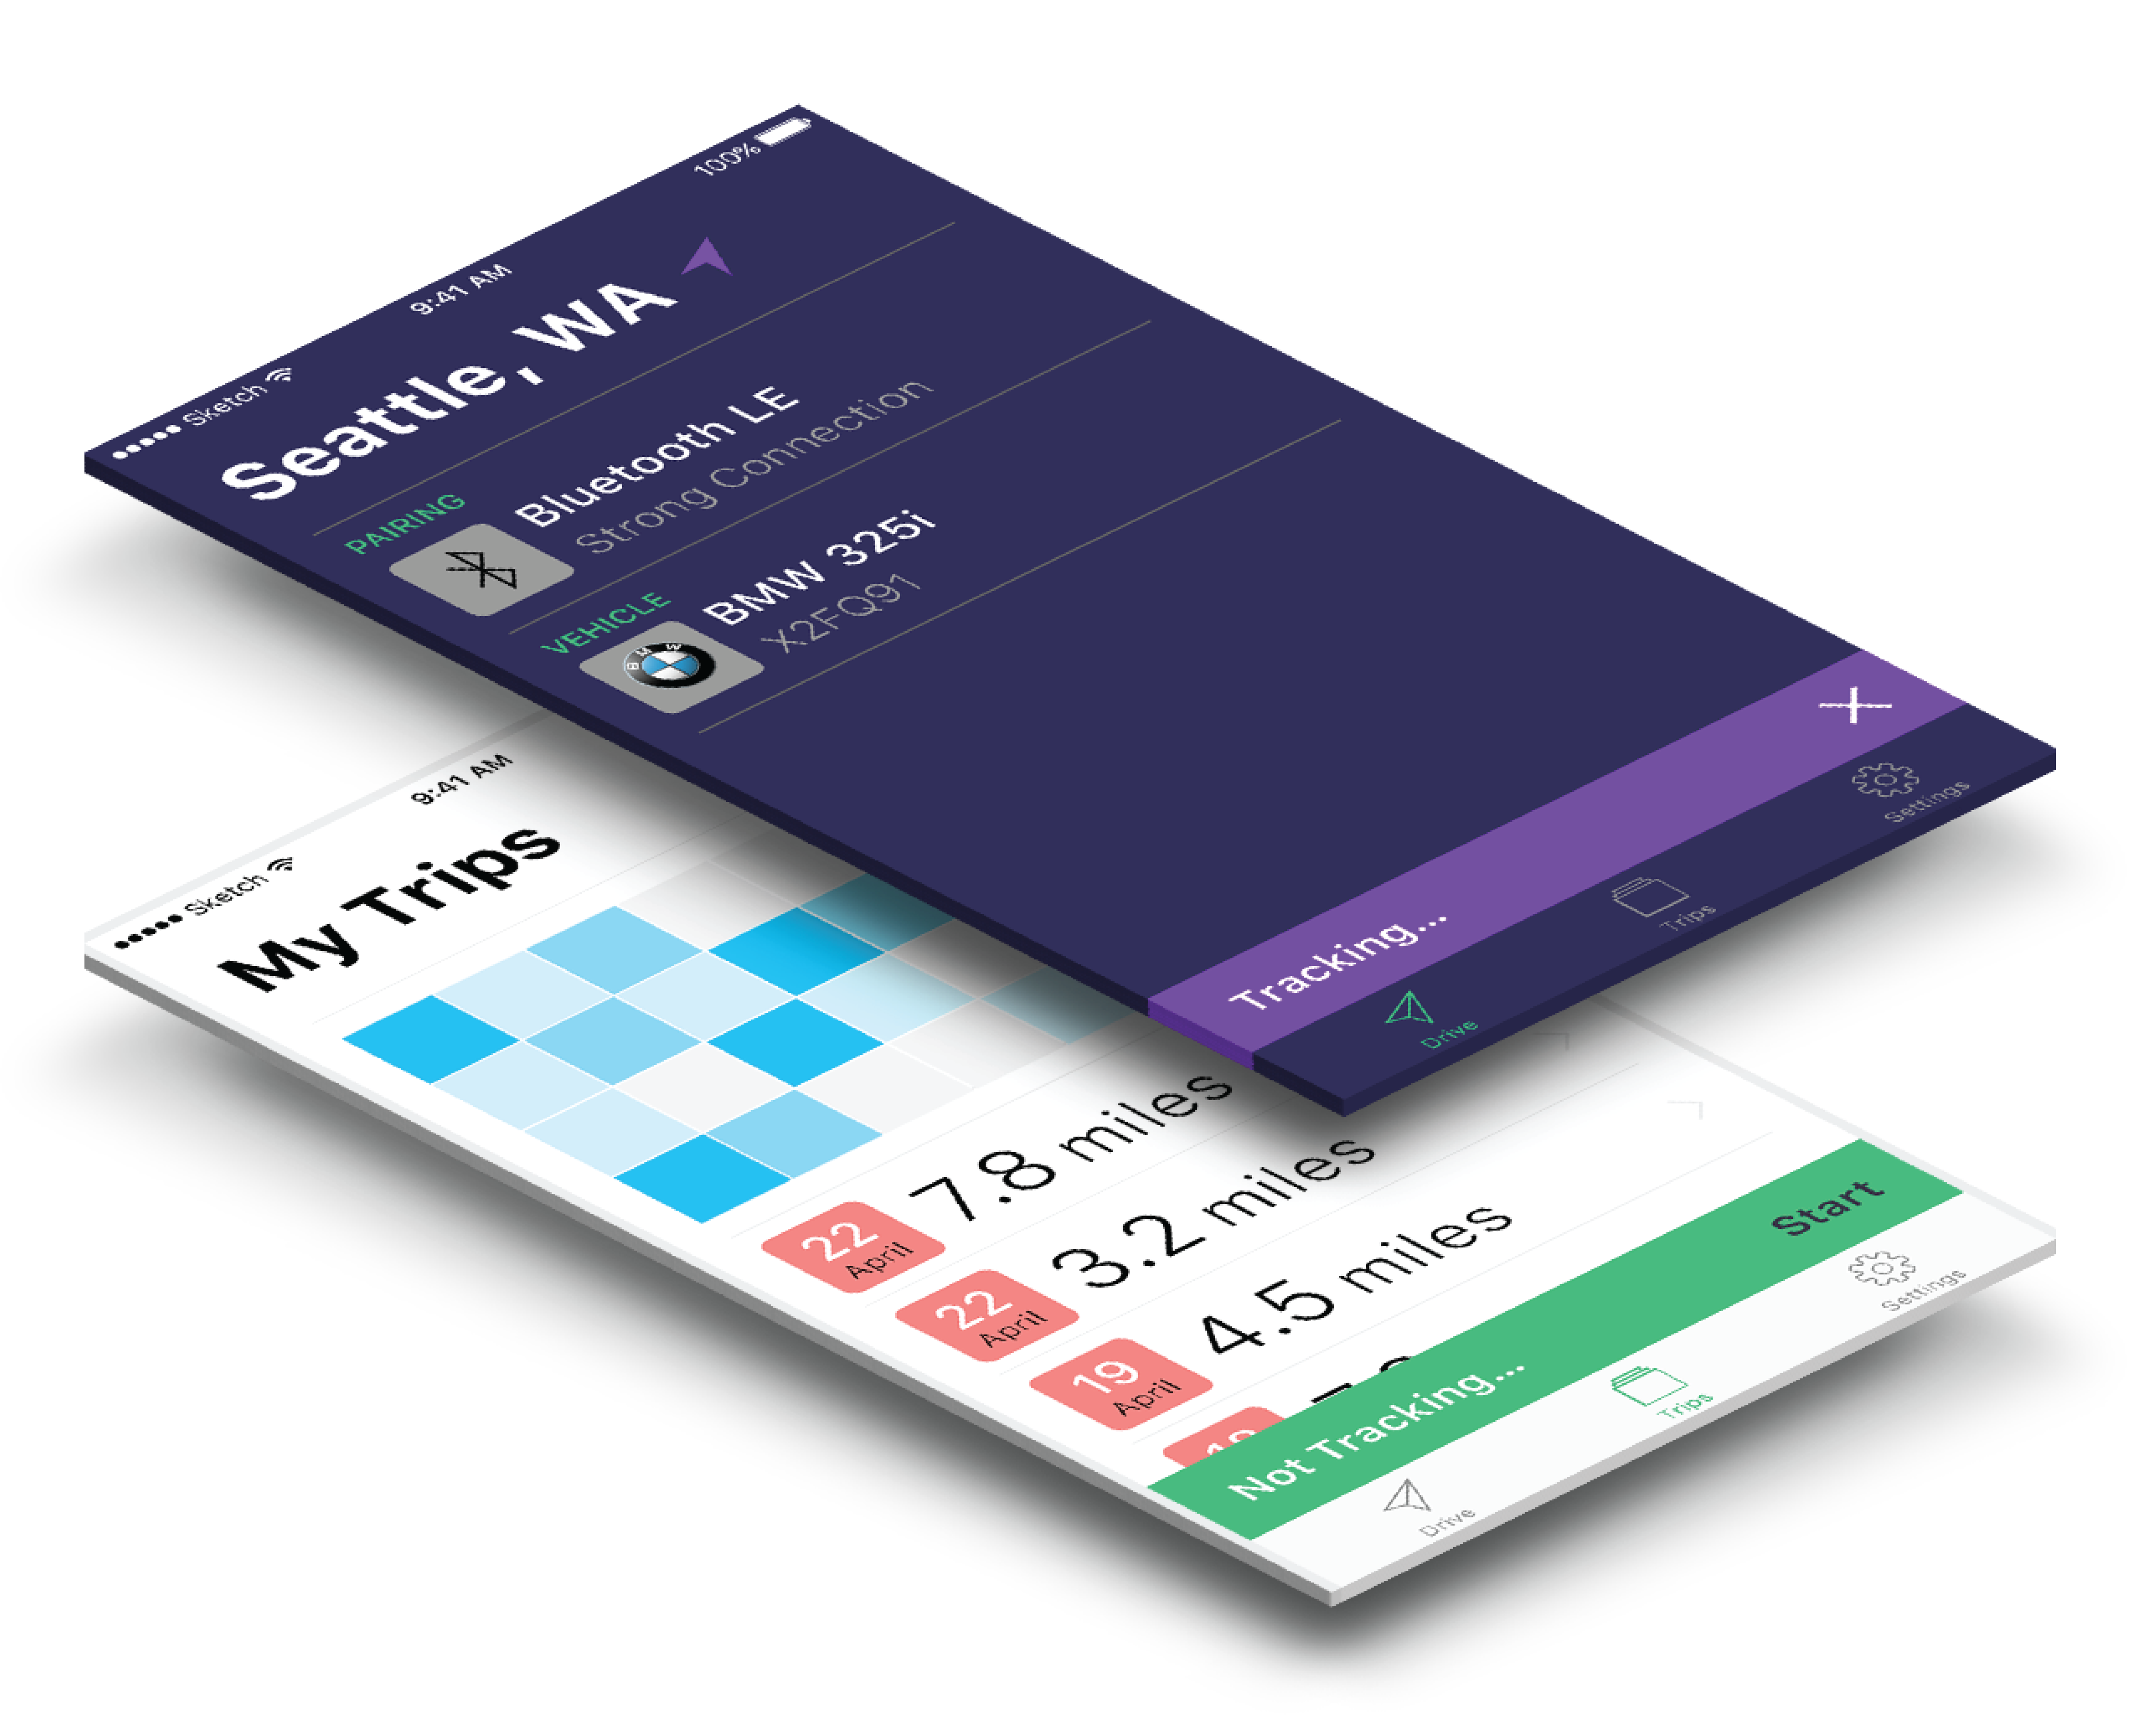 ●●●●● Sketch 9:41 AM 100%
Seattle, WA
PAIRING
Bluetooth LE
Strong Connection
VEHICLE
BMW
BMW 325i
X2FQ91
Tracking...
Drive
Trips
Settings
●●●●● Sketch 9:41 AM
My Trips
22
April
7.8 miles
22
April
3.2 miles
19
April
4.5 miles
Not Tracking...
Start
Drive
Trips
Settings